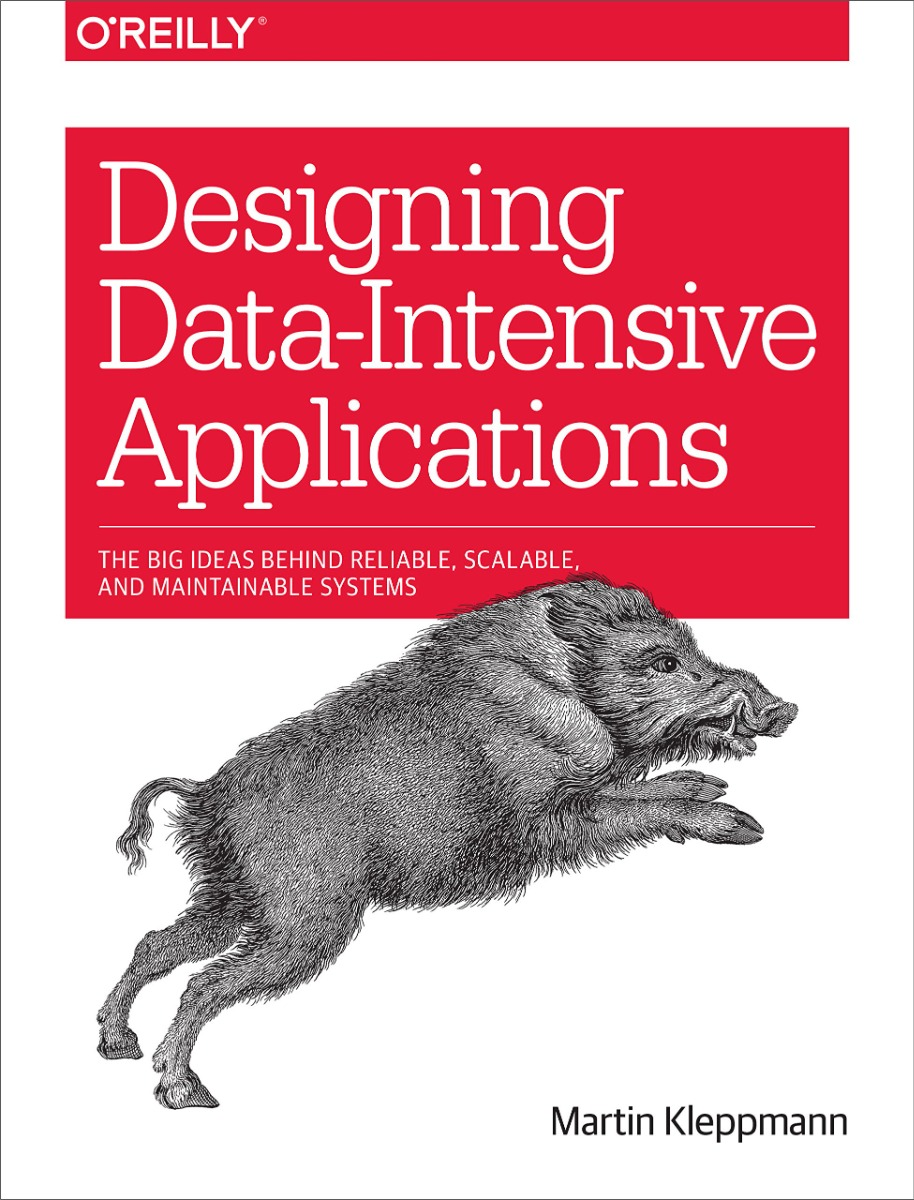 O'REILLY®
Designing
Data-Intensive
Applications
THE BIG IDEAS BEHIND RELIABLE, SCALABLE,
AND MAINTAINABLE SYSTEMS
Martin Kleppmann